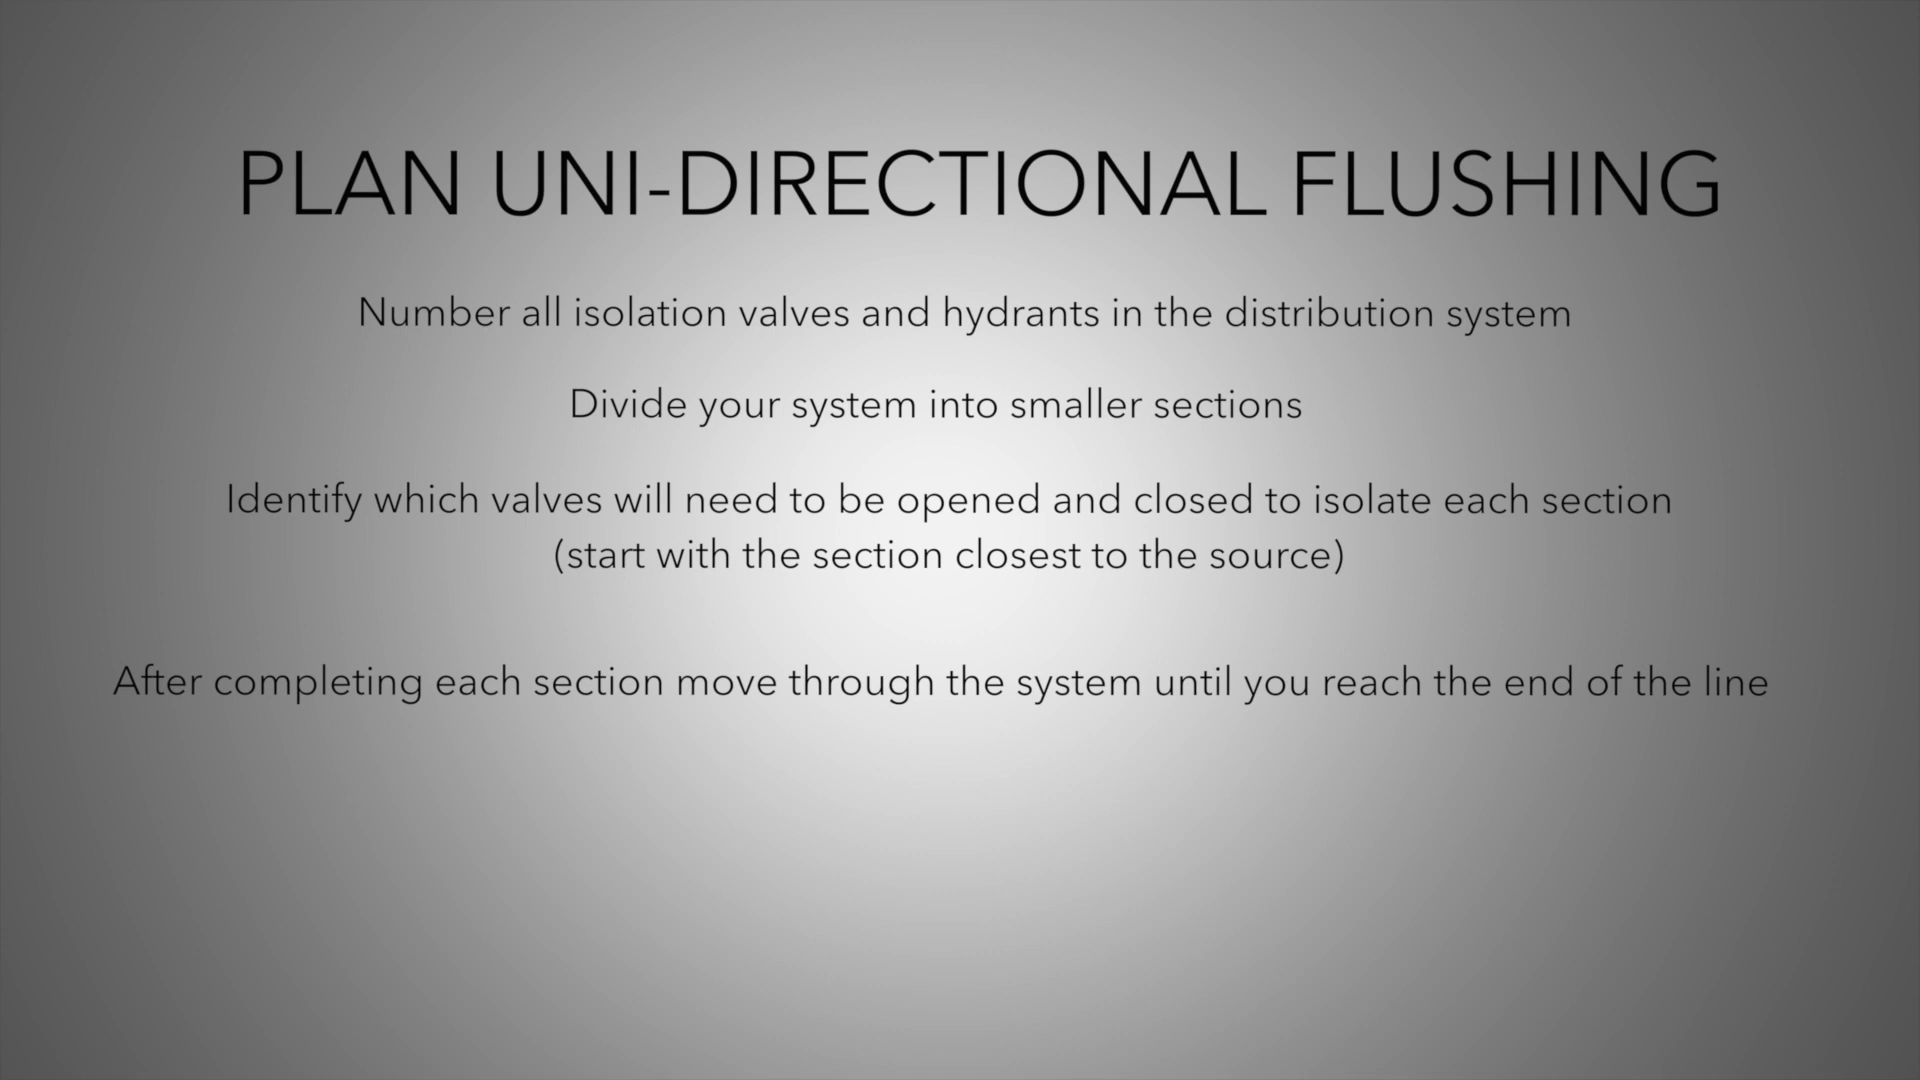 PLAN UNI-DIRECTIONAL FLUSHING
Number all isolation valves and hydrants in the distribution system
Divide your system into smaller sections
Identify which valves will need to be opened and closed to isolate each section
(start with the section closest to the source)
After completing each section move through the system until you reach the end of the line